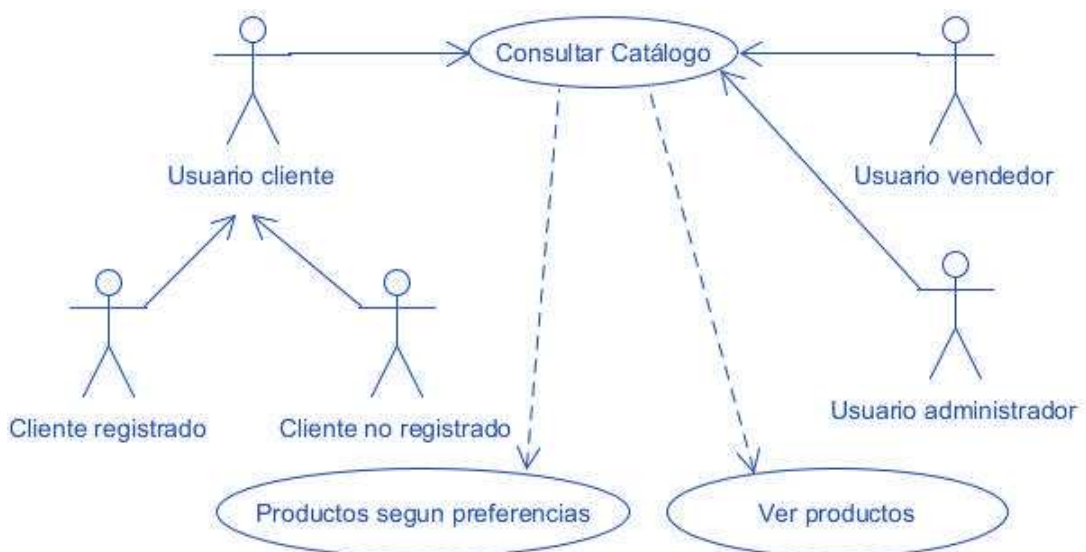 Consultar Catálogo
Usuario cliente
Usuario vendedor
Cliente registrado
Cliente no registrado
Usuario administrador
Productos segun preferencias
Ver productos